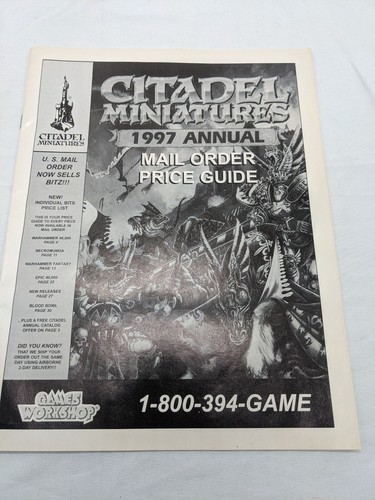 CITADEL
MINIATURES
1997 ANNUAL
MAIL ORDER
PRICE GUIDE
CITADEL
MINIATURES
U.S. MAIL
ORDER
NOW SELLS
BITZ!!!
NEW!
INDIVIDUAL BITS
PRICE LIST
THIS IS YOUR PRICE
GUIDE TO EVERY PIECE
NOW AVAILABLE IN
MAIL ORDER
WARHAMMER 40,000
PAGE 5
NECROMUNDA
PAGE 11
WARHAMMER FANTASY
PAGE 13
EPIC 40,000
PAGE 23
NEW RELEASES
PAGE 27
BLOOD BOWL
PAGE 30
...PLUS A FREE CITADEL
ANNUAL CATALOG
OFFER ON PAGE 3
DID YOU KNOW?
THAT WE SHIP YOUR
ORDER OUT THE SAME
DAY USING AIRBORNE
2-DAY DELIVERY!!!
GAMES
WORKSHOP
1-800-394-GAME